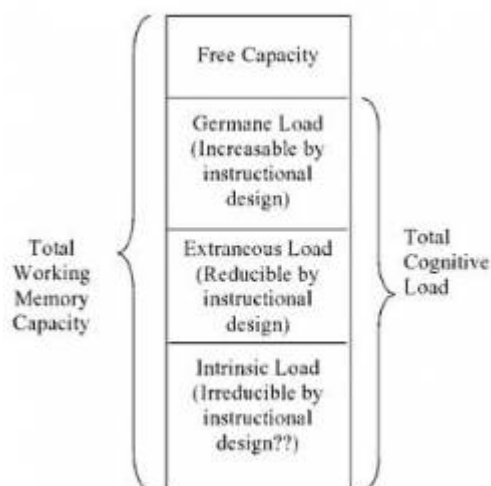 Free Capacity
Germane Load
(Increasable by
instructional
design)
Total
Working
Memory
Capacity
Extraneous Load
(Reducible by
instructional
design)
Total
Cognitive
Load
Intrinsic Load
(Irreducible by
instructional
design??)